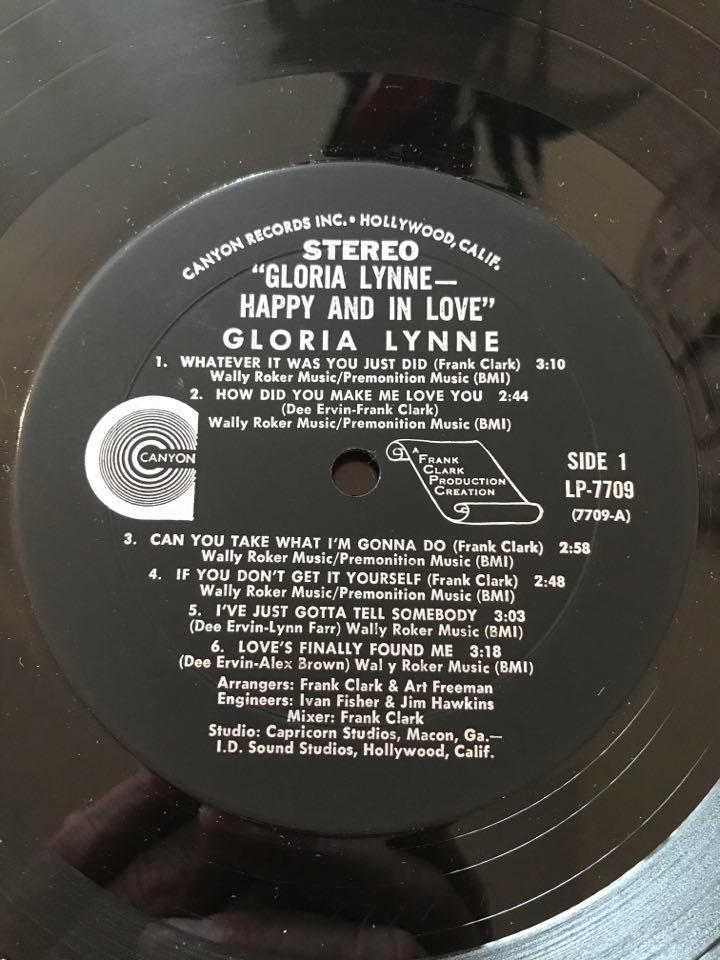 CANYON RECORDS INC. • HOLLYWOOD, CALIF.
STEREO
"GLORIA LYNNE—
HAPPY AND IN LOVE"
GLORIA LYNNE
1. WHATEVER IT WAS YOU JUST DID (Frank Clark) 3:10
Wally Roker Music/Premonition Music (BMI)
2. HOW DID YOU MAKE ME LOVE YOU 2:44
(Dee Ervin-Frank Clark)
Wally Roker Music/Premonition Music (BMI)
CANYON
A FRANK
CLARK
PRODUCTION
CREATION
SIDE 1
LP-7709
(7709-A)
3. CAN YOU TAKE WHAT I'M GONNA DO (Frank Clark) 2:58
Wally Roker Music/Premonition Music (BMI)
4. IF YOU DON'T GET IT YOURSELF (Frank Clark) 2:48
Wally Roker Music/Premonition Music (BMI)
5. I'VE JUST GOTTA TELL SOMEBODY 3:03
(Dee Ervin-Lynn Farr) Wally Roker Music (BMI)
6. LOVE'S FINALLY FOUND ME 3:18
(Dee Ervin-Alex Brown) Wal y Roker Music (BMI)
Arrangers: Frank Clark & Art Freeman
Engineers: Ivan Fisher & Jim Hawkins
Mixer: Frank Clark
Studio: Capricorn Studios, Macon, Ga.—
I.D. Sound Studios, Hollywood, Calif.